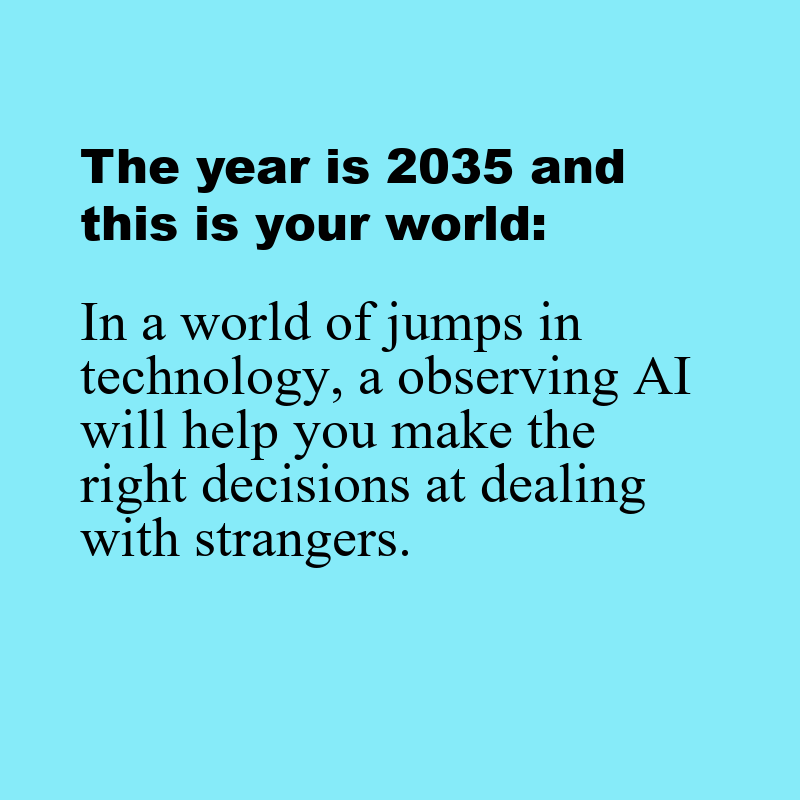 The year is 2035 and
this is your world:
In a world of jumps in
technology, a observing AI
will help you make the
right decisions at dealing
with strangers.